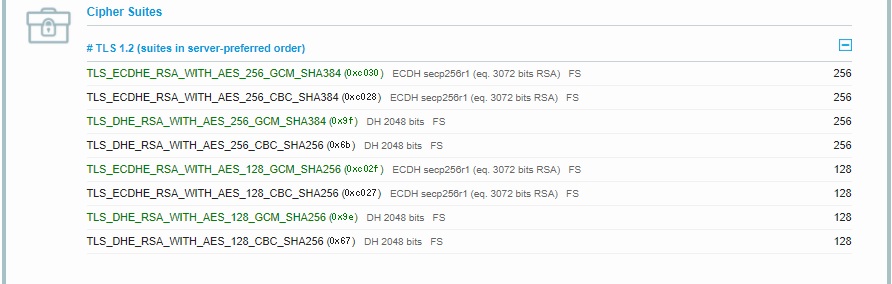 Cipher Suites
# TLS 1.2 (suites in server-preferred order)
TLS_ECDHE_RSA_WITH_AES_256_GCM_SHA384 (0xc030) ECDH secp256r1 (eq. 3072 bits RSA) FS 256
TLS_ECDHE_RSA_WITH_AES_256_CBC_SHA384 (0xc028) ECDH secp256r1 (eq. 3072 bits RSA) FS 256
TLS_DHE_RSA_WITH_AES_256_GCM_SHA384 (0x9f) DH 2048 bits FS 256
TLS_DHE_RSA_WITH_AES_256_CBC_SHA256 (0x6b) DH 2048 bits FS 256
TLS_ECDHE_RSA_WITH_AES_128_GCM_SHA256 (0xc02f) ECDH secp256r1 (eq. 3072 bits RSA) FS 128
TLS_ECDHE_RSA_WITH_AES_128_CBC_SHA256 (0xc027) ECDH secp256r1 (eq. 3072 bits RSA) FS 128
TLS_DHE_RSA_WITH_AES_128_GCM_SHA256 (0x9e) DH 2048 bits FS 128
TLS_DHE_RSA_WITH_AES_128_CBC_SHA256 (0x67) DH 2048 bits FS 128